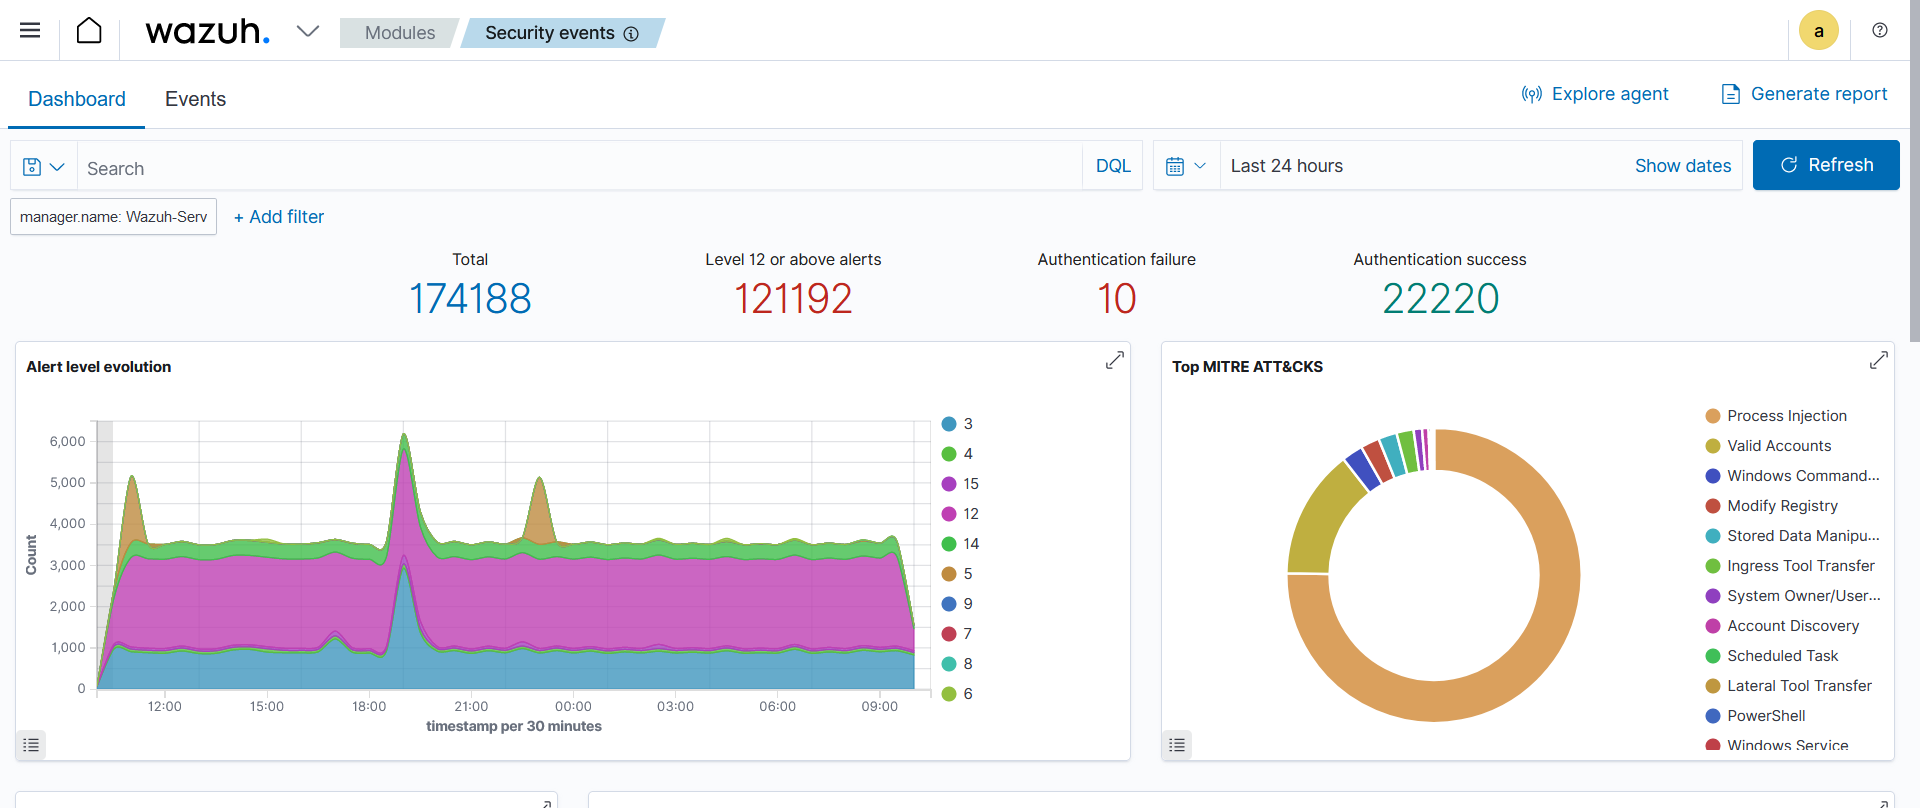 wazuh.
Modules
Security events
a
Dashboard
Events
Explore agent
Generate report
Search
DQL
Last 24 hours
Show dates
Refresh
manager.name: Wazuh-Serv
+ Add filter
Total
174188
Level 12 or above alerts
121192
Authentication failure
10
Authentication success
22220
Alert level evolution
6,000
5,000
4,000
3,000
2,000
1,000
0
Count
12:00
15:00
18:00
21:00
00:00
03:00
06:00
09:00
timestamp per 30 minutes
3
4
15
12
14
5
9
7
8
6
Top MITRE ATT&CKS
Process Injection
Valid Accounts
Windows Command...
Modify Registry
Stored Data Manipu...
Ingress Tool Transfer
System Owner/User...
Account Discovery
Scheduled Task
Lateral Tool Transfer
PowerShell
Windows Service